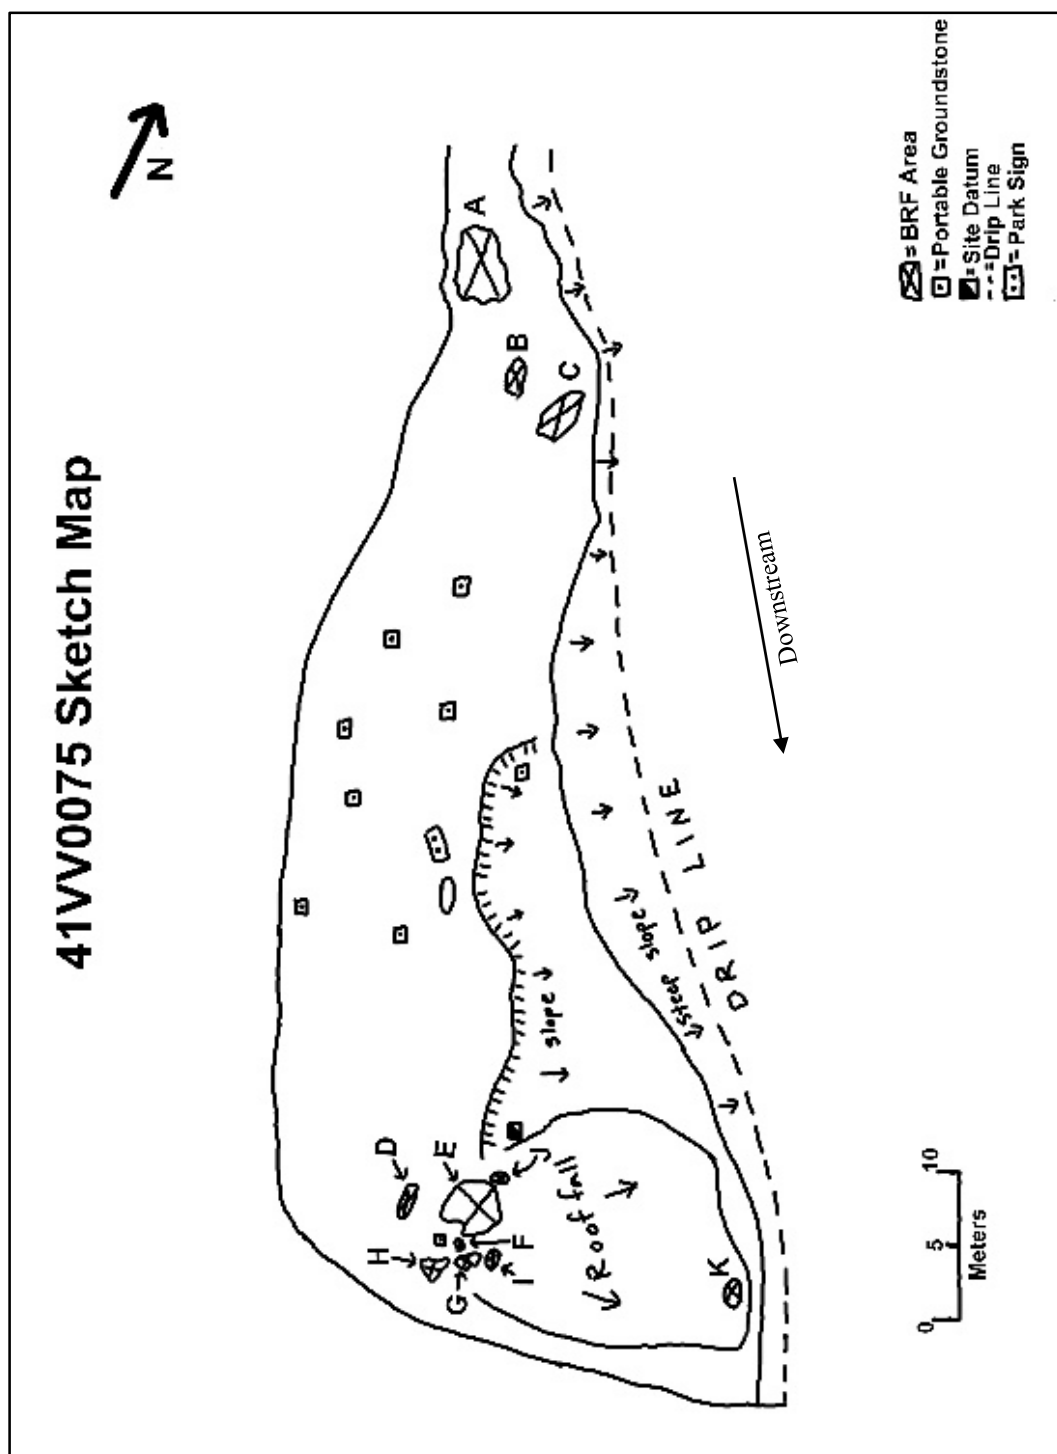 41VV0075 Sketch Map
N
A
B
C
D
E
F
G
H
I
J
K
slope
steep slope
DRIP LINE
Roof fall
Downstream
= BRF Area
=Portable Groundstone
=Site Datum
=Drip Line
=Park Sign
0 5 10
Meters